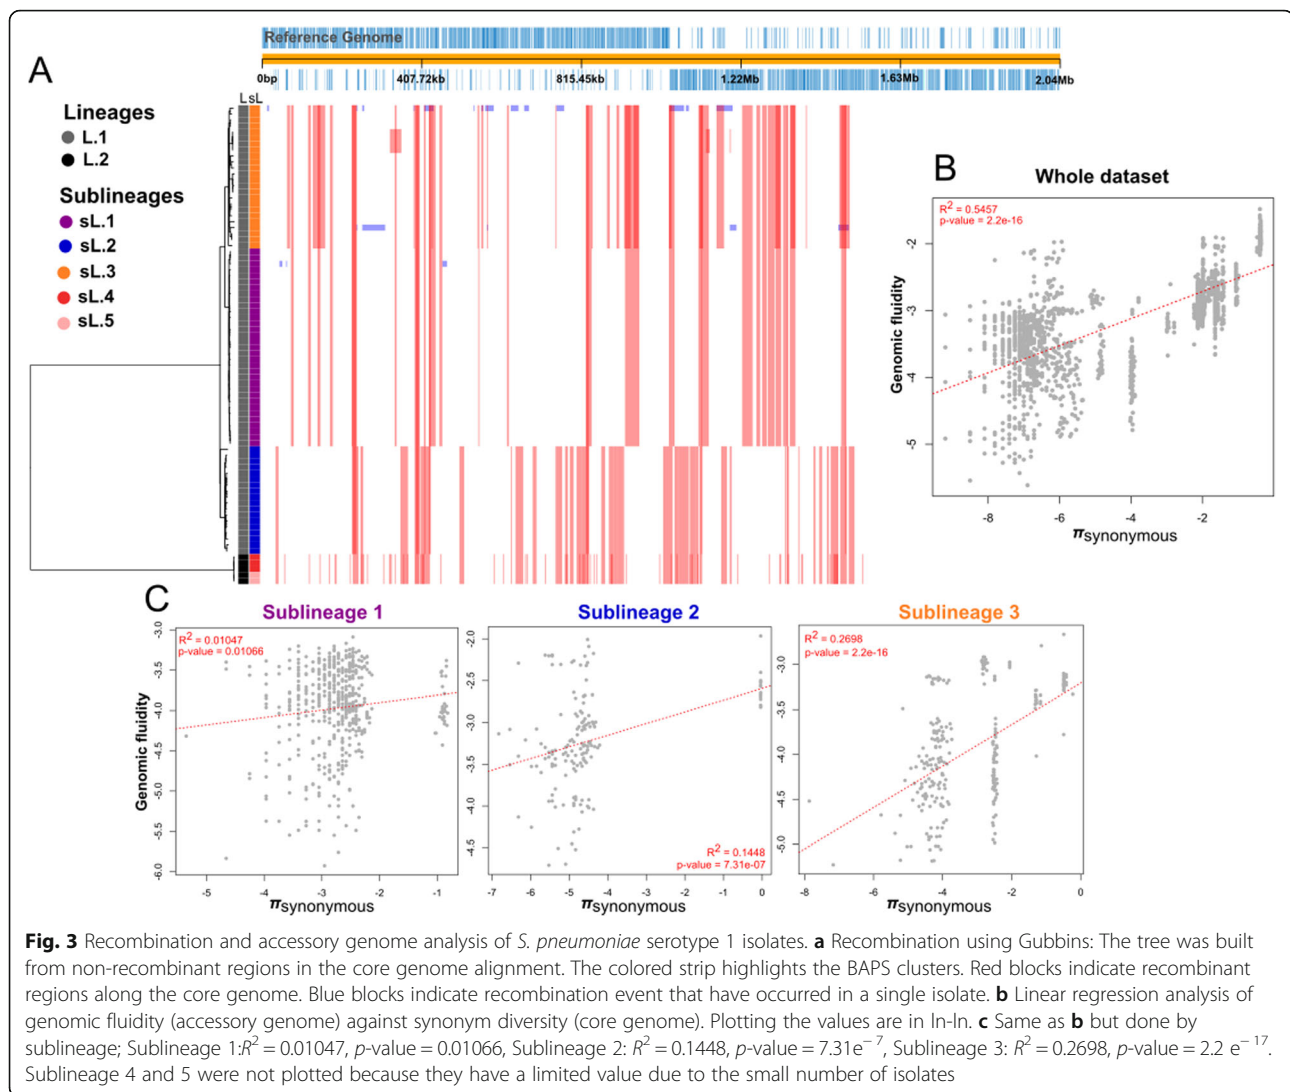 A
Reference Genome
0bp 407.72kb 815.45kb 1.22Mb 1.63Mb 2.04Mb
L sL
Lineages
L.1
L.2
Sublineages
sL.1
sL.2
sL.3
sL.4
sL.5
B
Whole dataset
R² = 0.5457
p-value = 2.2e-16
Genomic fluidity
-2
-3
-4
-5
-8 -6 -4 -2
πsynonymous
C
Sublineage 1
R² = 0.01047
p-value = 0.01066
Genomic fluidity
-3.0
-3.5
-4.0
-4.5
-5.0
-5.5
-6.0
-5 -4 -3 -2 -1
πsynonymous
Sublineage 2
2.0
-2.5
-3.0
3.5
-4.0
-4.5
R² = 0.1448
p-value = 7.31e-07
-7 -6 -5 -4 -3 -2 -1 0
πsynonymous
Sublineage 3
R² = 0.2698
p-value = 2.2e-16
-3.0
-3.5
-4.0
-4.5
-5.0
-8 -6 -4 -2 0
πsynonymous
Fig. 3 Recombination and accessory genome analysis of S. pneumoniae serotype 1 isolates. a Recombination using Gubbins: The tree was built
from non-recombinant regions in the core genome alignment. The colored strip highlights the BAPS clusters. Red blocks indicate recombinant
regions along the core genome. Blue blocks indicate recombination event that have occurred in a single isolate. b Linear regression analysis of
genomic fluidity (accessory genome) against synonym diversity (core genome). Plotting the values are in ln-ln. c Same as b but done by
sublineage; Sublineage 1:R² = 0.01047, p-value = 0.01066, Sublineage 2: R² = 0.1448, p-value = 7.31e⁻ ⁷, Sublineage 3: R² = 0.2698, p-value = 2.2 e⁻ ¹⁷.
Sublineage 4 and 5 were not plotted because they have a limited value due to the small number of isolates